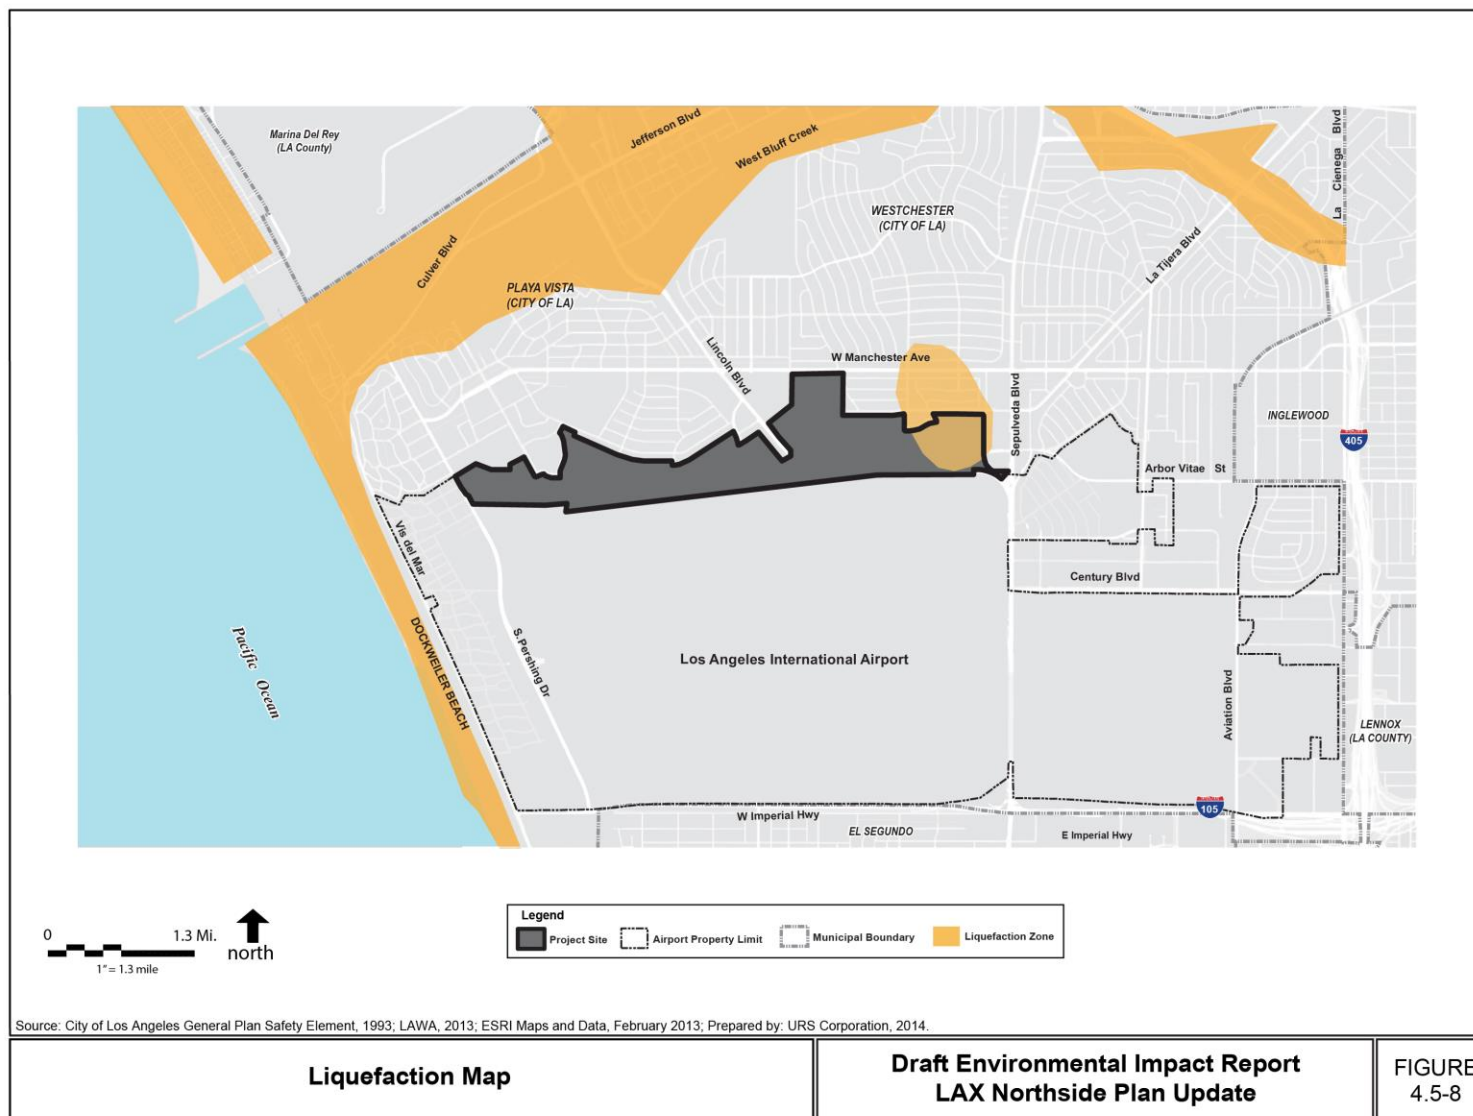 Marina Del Rey
(LA County)
Jefferson Blvd
West Bluff Creek
La Cienega Blvd
WESTCHESTER
(CITY OF LA)
Culver Blvd
La Tijera Blvd
PLAYA VISTA
(CITY OF LA)
Lincoln Blvd
W Manchester Ave
Sepulveda Blvd
INGLEWOOD
405
Arbor Vitae St
Vis del Mar
Century Blvd
DOCKWEILER BEACH
S. Pershing Dr
Pacific Ocean
Los Angeles International Airport
Aviation Blvd
LENNOX
(LA COUNTY)
105
W Imperial Hwy
EL SEGUNDO
E Imperial Hwy
0 1.3 Mi.
1" = 1.3 mile
north
Legend
Project Site
Airport Property Limit
Municipal Boundary
Liquefaction Zone
Source: City of Los Angeles General Plan Safety Element, 1993; LAWA, 2013; ESRI Maps and Data, February 2013; Prepared by: URS Corporation, 2014.
Liquefaction Map
Draft Environmental Impact Report
LAX Northside Plan Update
FIGURE
4.5-8